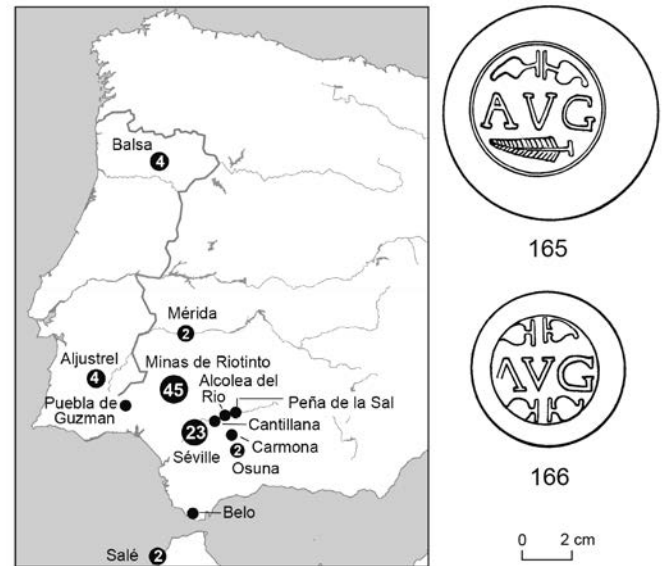 Balsa
4
Mérida
2
Aljustrel
4
Minas de Riotinto
45
Alcolea del
Rio
Peña de la Sal
Puebla de
Guzman
Cantillana
23
Séville
Carmona
2
Osuna
Belo
Salé
2
AVG
165
ΛVG
166
0 2 cm